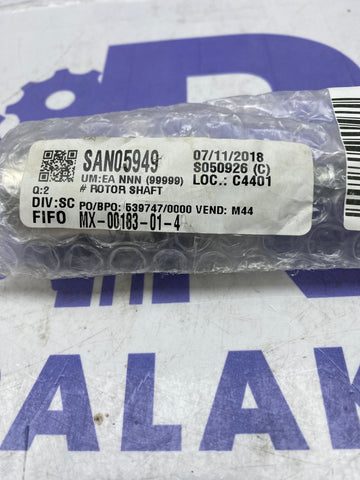 SAN05949 07/11/2018
UM:EA NNN (99999) S050926 (C)
Q:2 # ROTOR SHAFT LOC.: C4401
DIV:SC PO/BPO: 539747/0000 VEND: M44
FIFO MX-00183-01-4
PALAK